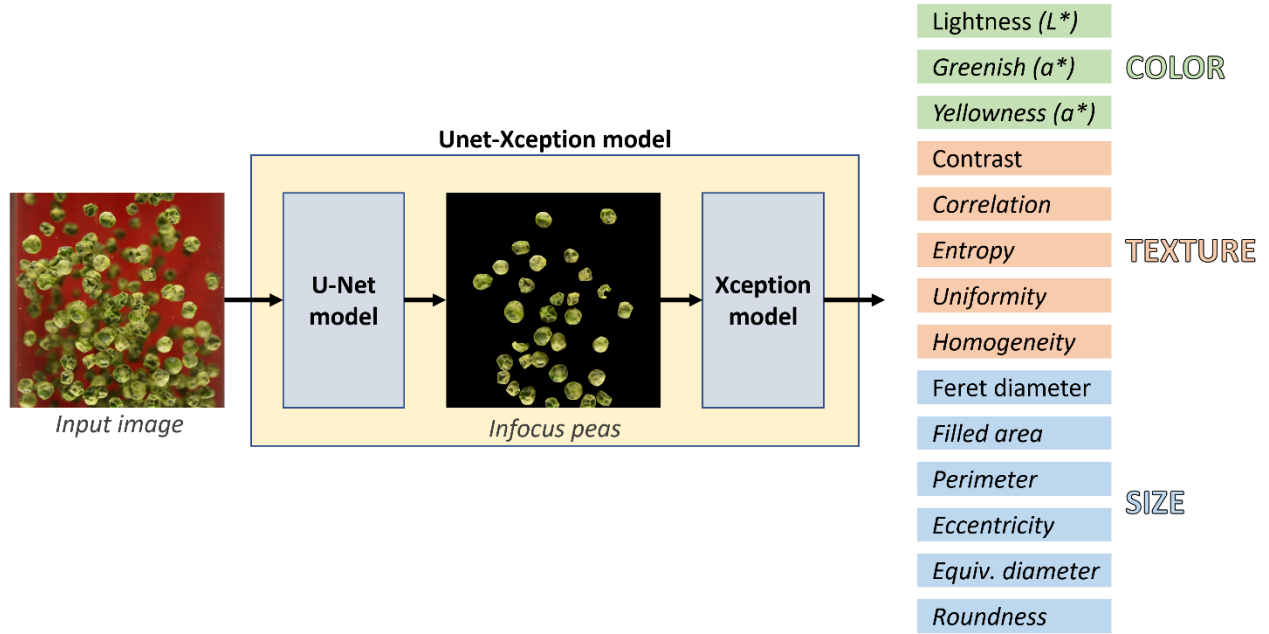 Lightness (L*)
Greenish (a*)
COLOR
Yellowness (a*)
Unet-Xception model
Contrast
Correlation
U-Net
model
Xception
model
Entropy
TEXTURE
Uniformity
Homogeneity
Feret diameter
Input image
Infocus peas
Filled area
Perimeter
SIZE
Eccentricity
Equiv. diameter
Roundness